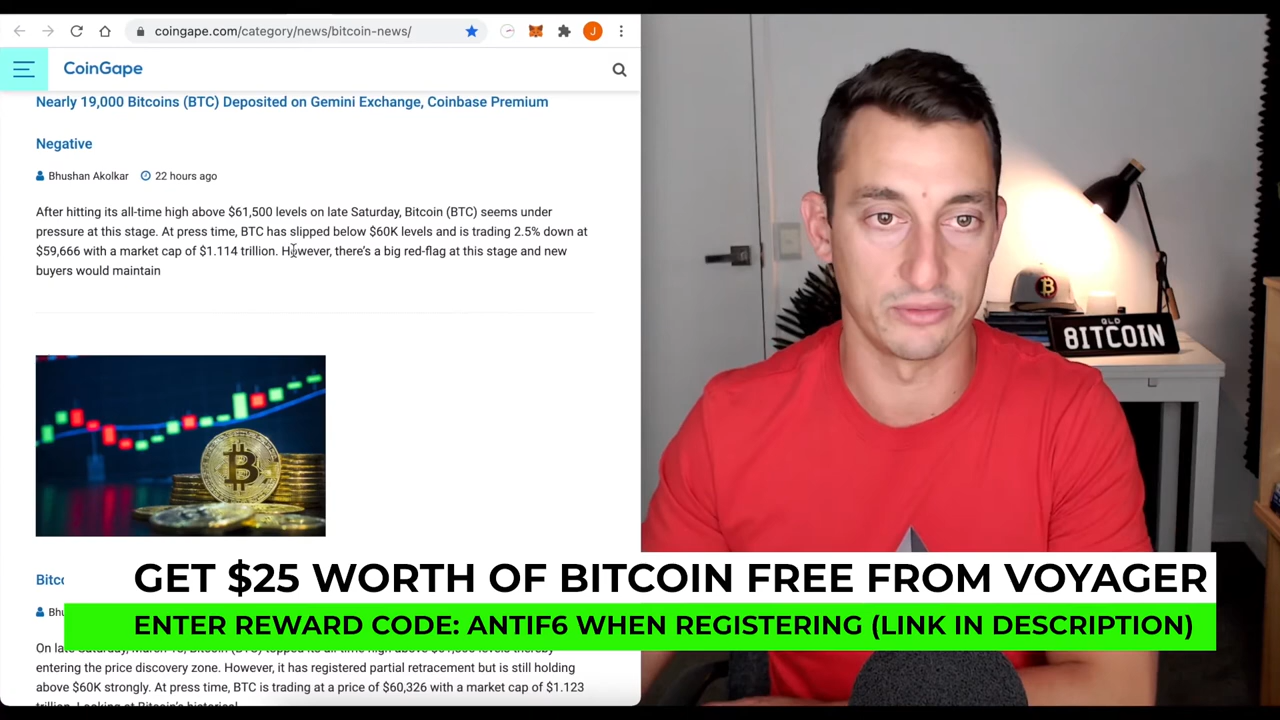 coingape.com/category/news/bitcoin-news/
J
CoinGape
Nearly 19,000 Bitcoins (BTC) Deposited on Gemini Exchange, Coinbase Premium
Negative
Bhushan Akolkar 22 hours ago
After hitting its all-time high above $61,500 levels on late Saturday, Bitcoin (BTC) seems under
pressure at this stage. At press time, BTC has slipped below $60K levels and is trading 2.5% down at
$59,666 with a market cap of $1.114 trillion. However, there's a big red-flag at this stage and new
buyers would maintain
QLD
8ITCOIN
GET $25 WORTH OF BITCOIN FREE FROM VOYAGER
ENTER REWARD CODE: ANTIF6 WHEN REGISTERING (LINK IN DESCRIPTION)
entering the price discovery zone. However, it has registered partial retracement but is still holding
above $60K strongly. At press time, BTC is trading at a price of $60,326 with a market cap of $1.123